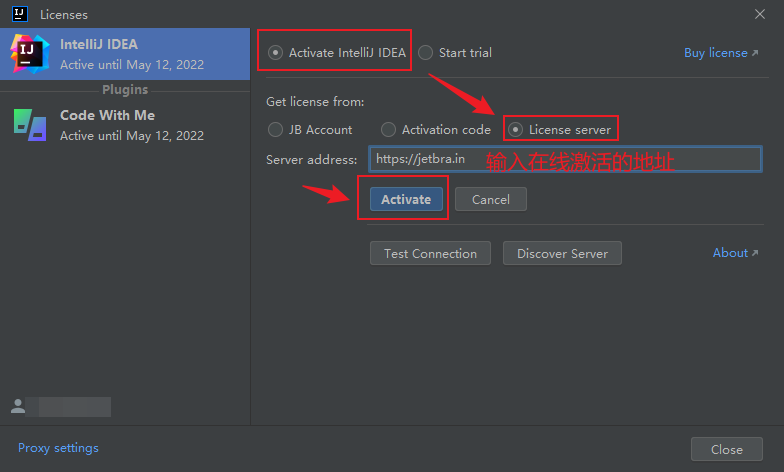 Licenses
IntelliJ IDEA
Active until May 12, 2022
Plugins
Code With Me
Active until May 12, 2022
Activate IntelliJ IDEA
Start trial
Buy license
Get license from:
JB Account
Activation code
License server
Server address:
https://jetbra.in
输入在线激活的地址
Activate
Cancel
Test Connection
Discover Server
About
Proxy settings
Close